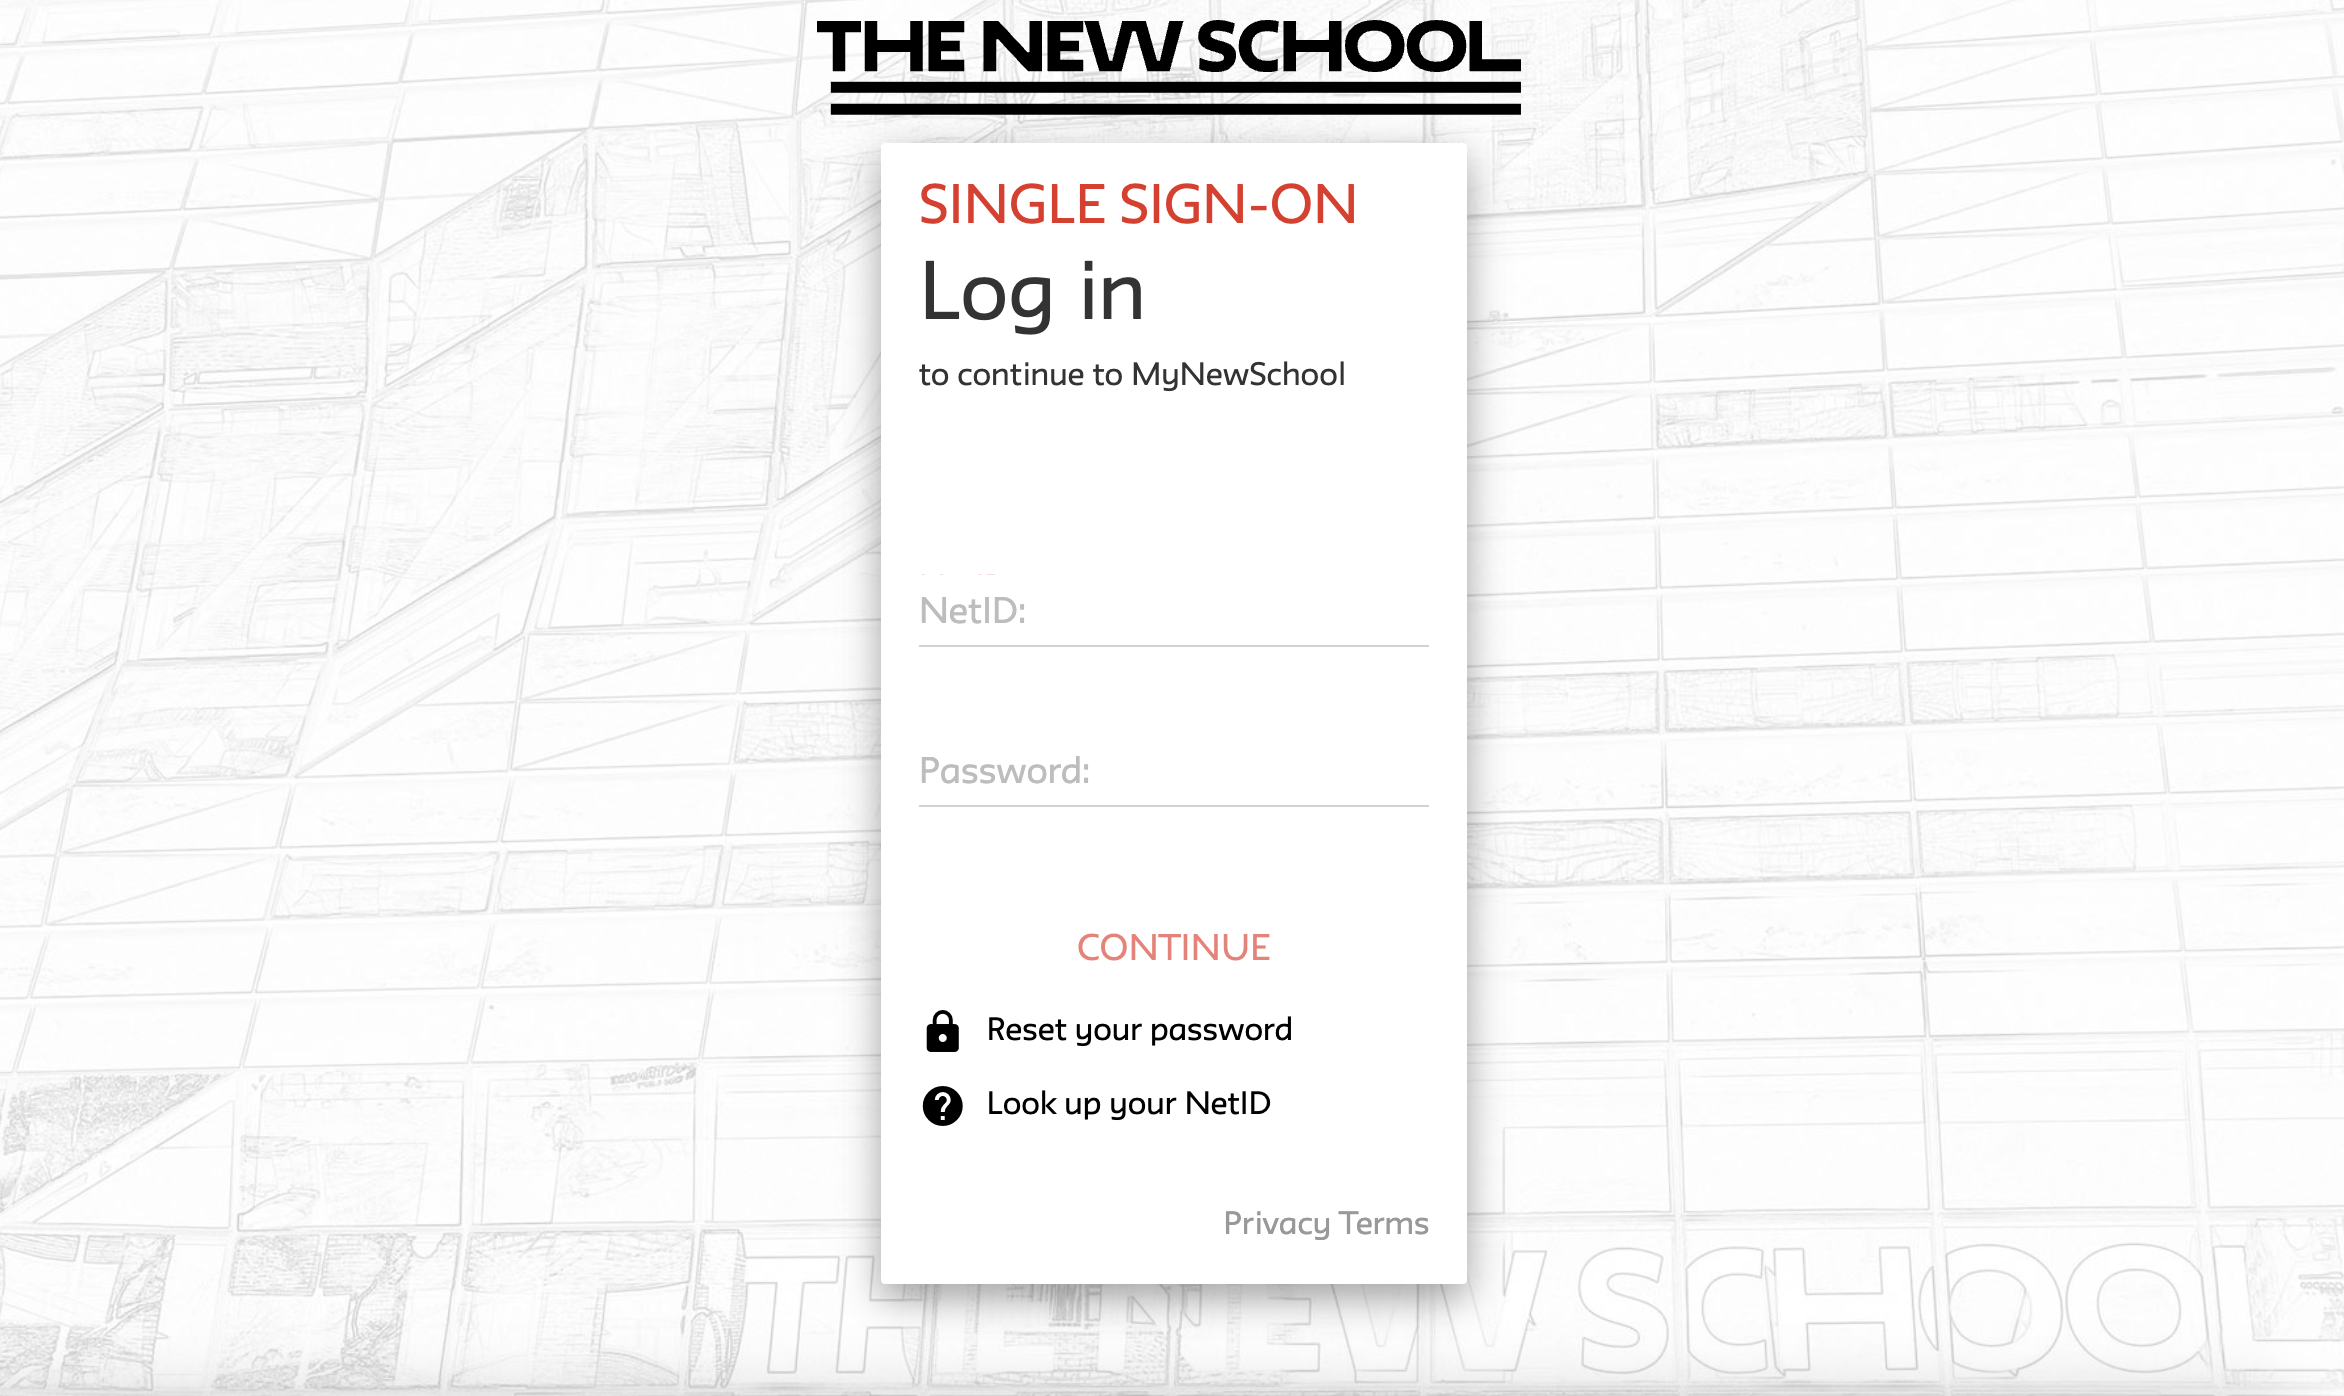 THE NEW SCHOOL
SINGLE SIGN-ON
Log in
to continue to MyNewSchool
NetID:
Password:
CONTINUE
Reset your password
Look up your NetID
Privacy Terms
THE NEW SCHOOL